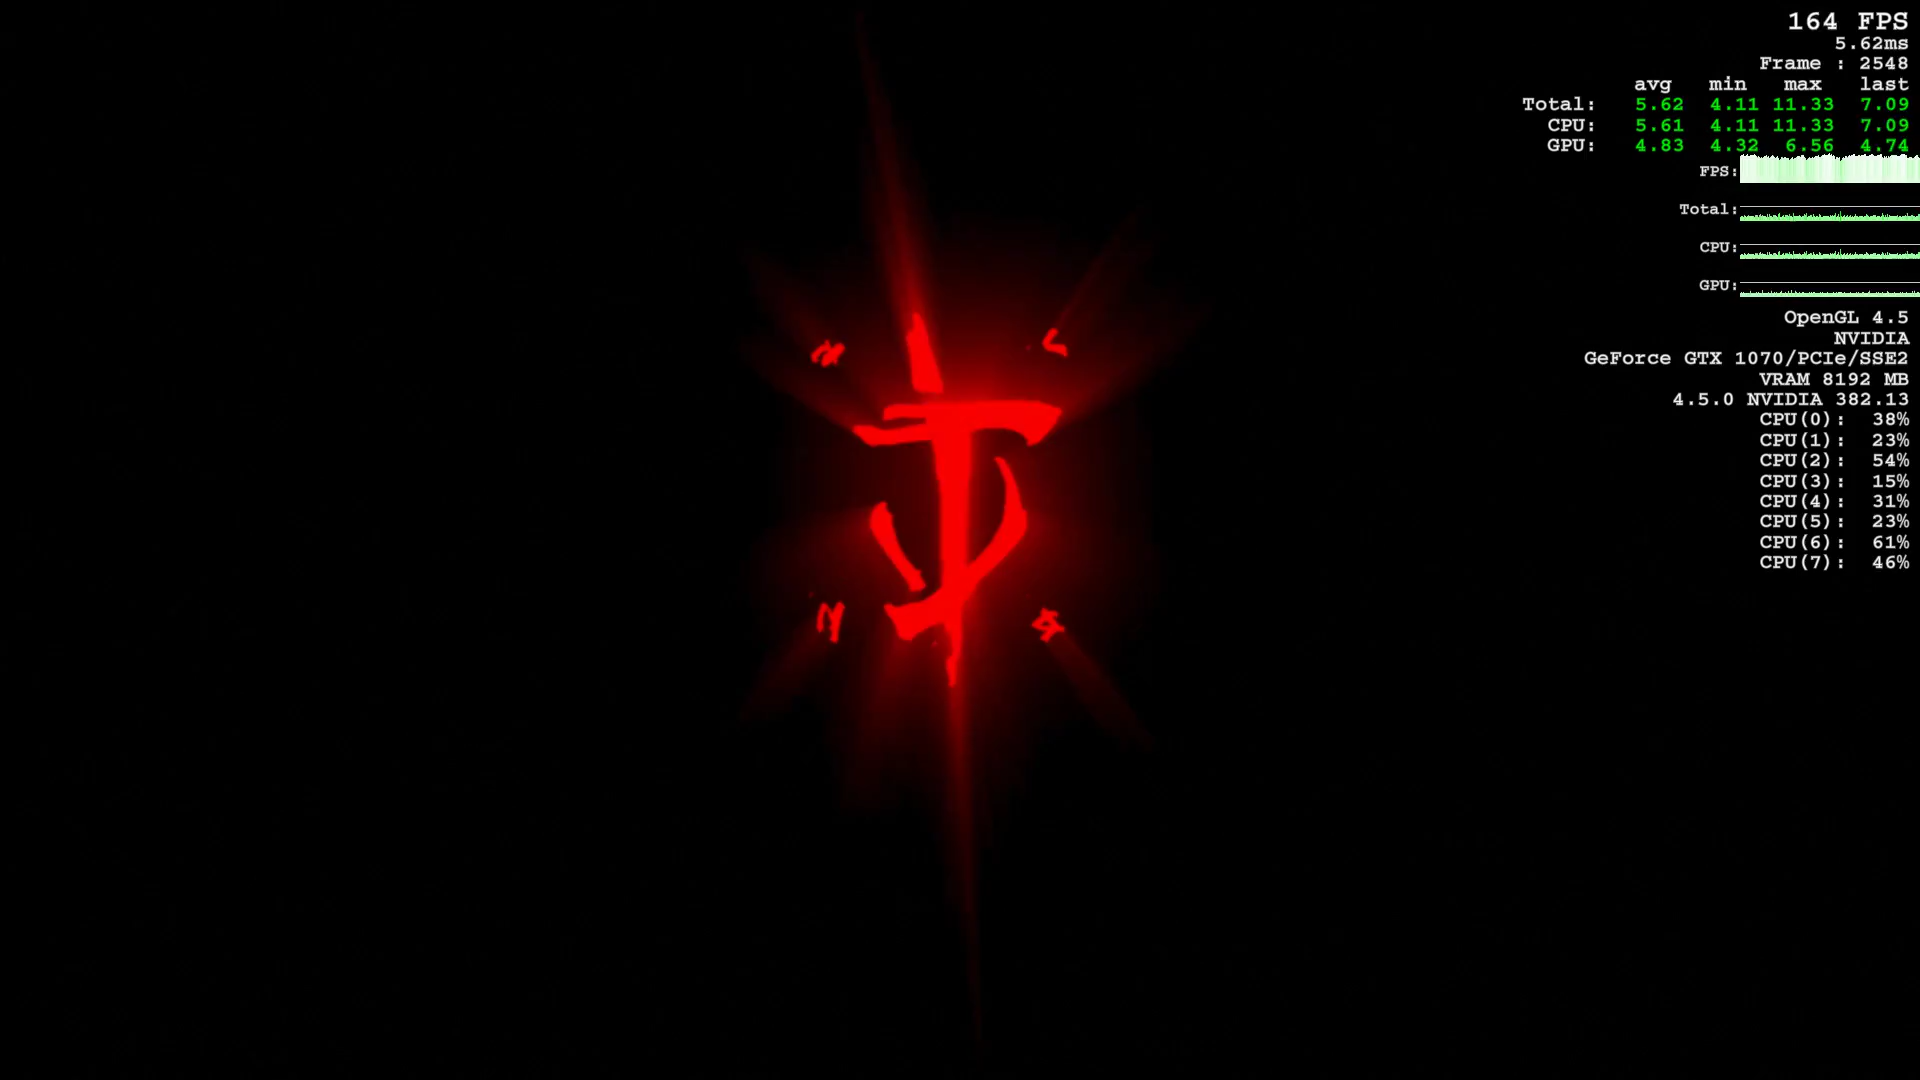 164 FPS
5.62ms
Frame : 2548
avg min max last
Total: 5.62 4.11 11.33 7.09
CPU: 5.61 4.11 11.33 7.09
GPU: 4.83 4.32 6.56 4.74
FPS:
Total:
CPU:
GPU:
OpenGL 4.5
NVIDIA
GeForce GTX 1070/PCIe/SSE2
VRAM 8192 MB
4.5.0 NVIDIA 382.13
CPU(0): 38%
CPU(1): 23%
CPU(2): 54%
CPU(3): 15%
CPU(4): 31%
CPU(5): 23%
CPU(6): 61%
CPU(7): 46%